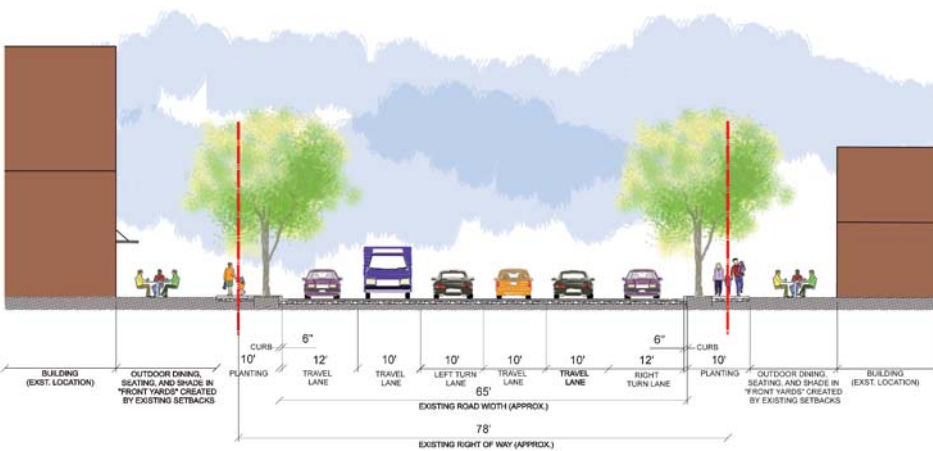 6"
6"
CURB
CURB
10'
12'
10'
10'
10'
10'
12'
10'
BUILDING
(EXST. LOCATION)
OUTDOOR DINING,
SEATING, AND SHADE IN
"FRONT YARDS" CREATED
BY EXISTING SETBACKS
PLANTING
TRAVEL
LANE
TRAVEL
LANE
LEFT TURN
LANE
TRAVEL
LANE
TRAVEL
LANE
RIGHT
TURN LANE
PLANTING
OUTDOOR DINING,
SEATING, AND SHADE IN
"FRONT YARDS" CREATED
BY EXISTING SETBACKS
BUILDING
(EXST. LOCATION)
65'
EXISTING ROAD WIDTH (APPROX.)
78'
EXISTING RIGHT OF WAY (APPROX.)